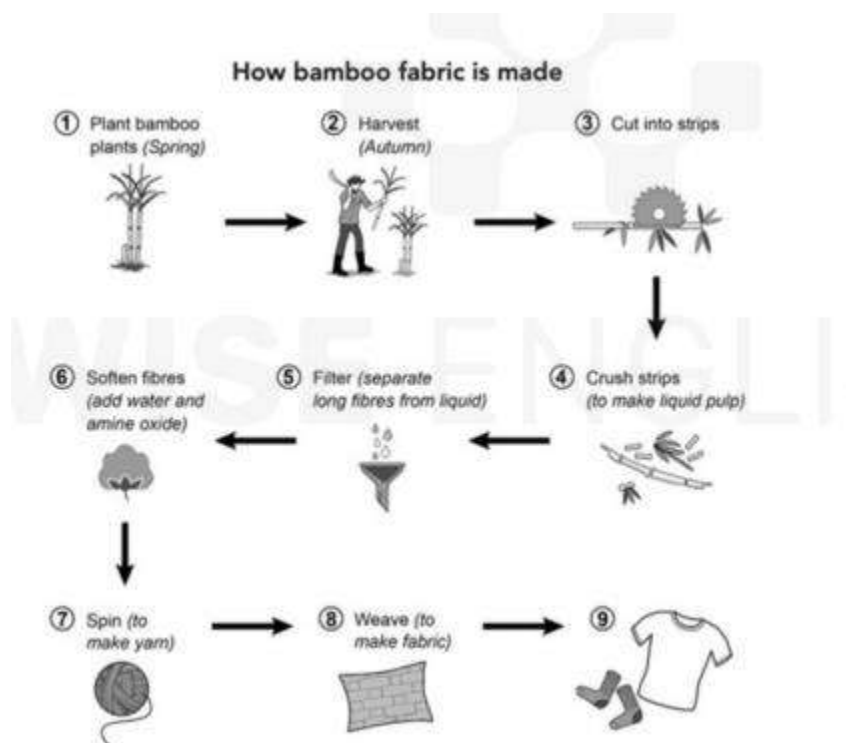 How bamboo fabric is made
① Plant bamboo
plants (Spring)
② Harvest
(Autumn)
③ Cut into strips
④ Crush strips
(to make liquid pulp)
⑤ Filter (separate
long fibres from liquid)
⑥ Soften fibres
(add water and
amine oxide)
⑦ Spin (to
make yarn)
⑧ Weave (to
make fabric)
⑨
WISE ENGLI